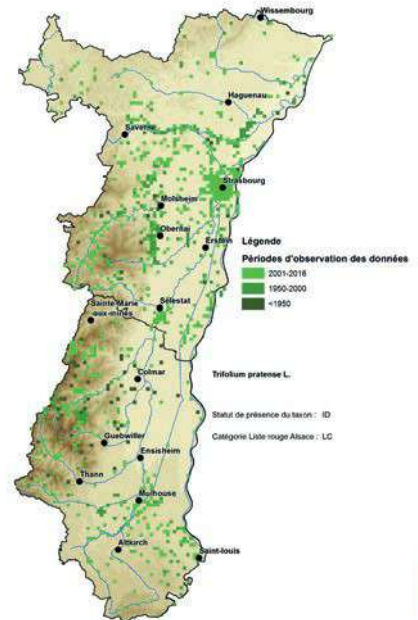 Wissembourg
Haguenau
Saverne
Strasbourg
Molsheim
Obernai
Erstein
Légende
Périodes d'observation des données
2001-2016
1950-2000
<1950
Sélestat
Sainte-Marie
aux-mines
Colmar
Trifolium pratense L.
Statut de présence du taxon : ID
Catégorie Liste rouge Alsace : LC
Guebwiller
Ensisheim
Thann
Mulhouse
Altkirch
Saint-louis